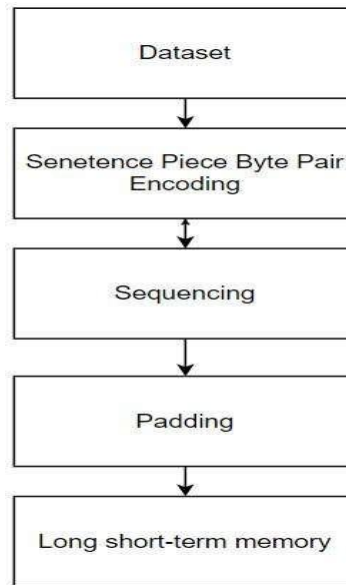 Dataset
Senetence Piece Byte Pair
Encoding
Sequencing
Padding
Long short-term memory